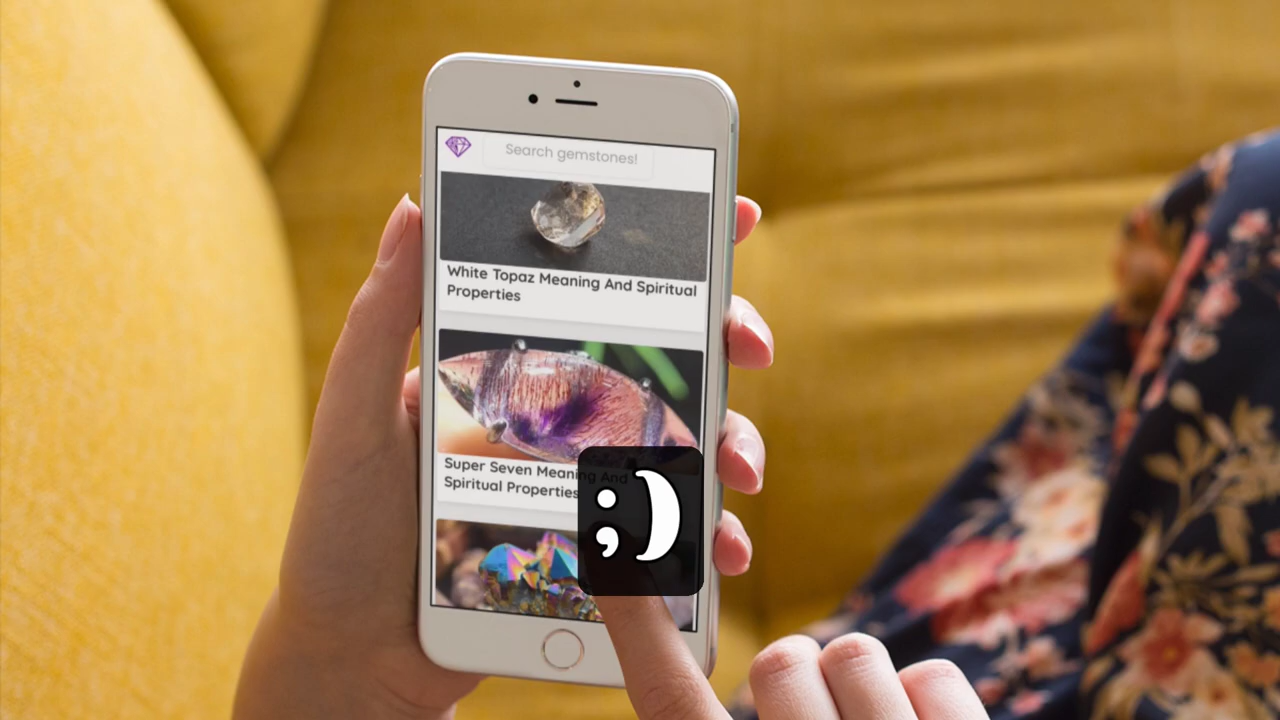 Search gemstones!
White Topaz Meaning And Spiritual
Properties
Super Seven Meaning And
Spiritual Properties
;)